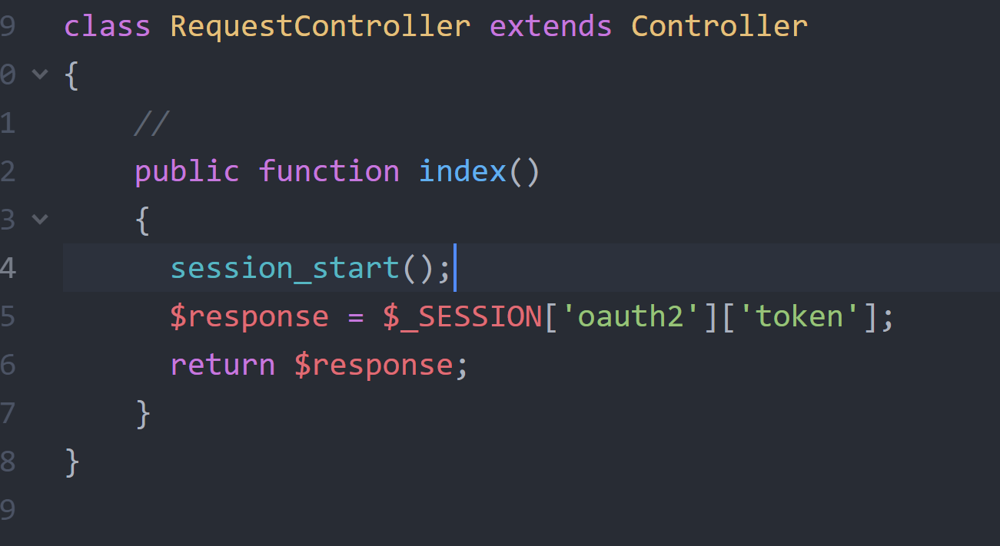 9 class RequestController extends Controller
0 {
1 //
2 public function index()
3 {
4 session_start();
5 $response = $_SESSION['oauth2']['token'];
6 return $response;
7 }
8 }
9